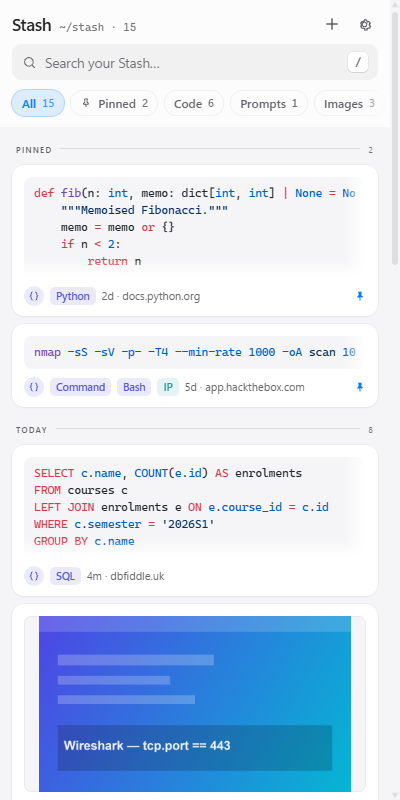 Stash ~/stash · 15
Search your Stash... /
All 15 Pinned 2 Code 6 Prompts 1 Images 3
PINNED 2
def fib(n: int, memo: dict[int, int] | None = No
"""Memoised Fibonacci."""
memo = memo or {}
if n < 2:
return n
{} Python 2d · docs.python.org
nmap -sS -sV -p- -T4 --min-rate 1000 -oA scan 10
{} Command Bash IP 5d · app.hackthebox.com
TODAY 8
SELECT c.name, COUNT(e.id) AS enrolments
FROM courses c
LEFT JOIN enrolments e ON e.course_id = c.id
WHERE c.semester = '2026S1'
GROUP BY c.name
{} SQL 4m · dbfiddle.uk
Wireshark — tcp.port == 443